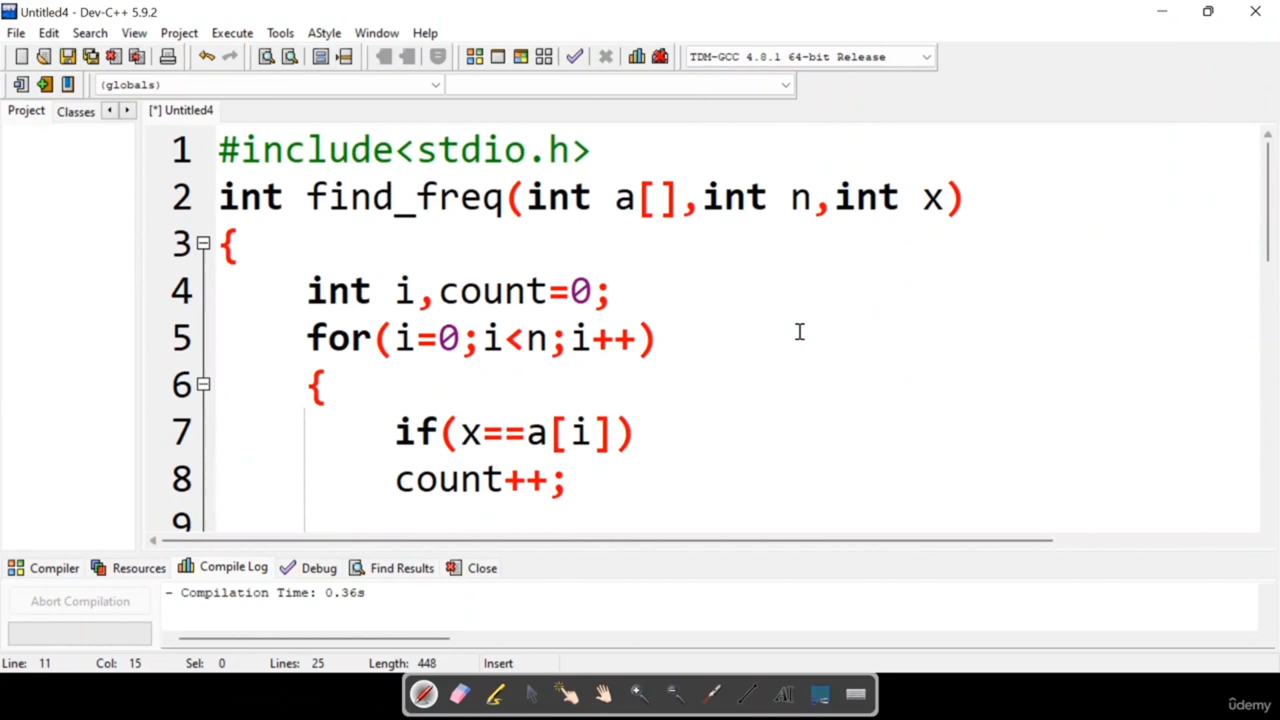 Untitled4 - Dev-C++ 5.9.2
File Edit Search View Project Execute Tools AStyle Window Help
TDM-GCC 4.8.1 64-bit Release
(globals)
Project Classes [*] Untitled4
1 #include<stdio.h>
2 int find_freq(int a[],int n,int x)
3 {
4 int i,count=0;
5 for(i=0;i<n;i++)
6 {
7 if(x==a[i])
8 count++;
9
Compiler Resources Compile Log Debug Find Results Close
Abort Compilation
- Compilation Time: 0.36s
Line: 11 Col: 15 Sel: 0 Lines: 25 Length: 448 Insert
AI
ûdemy